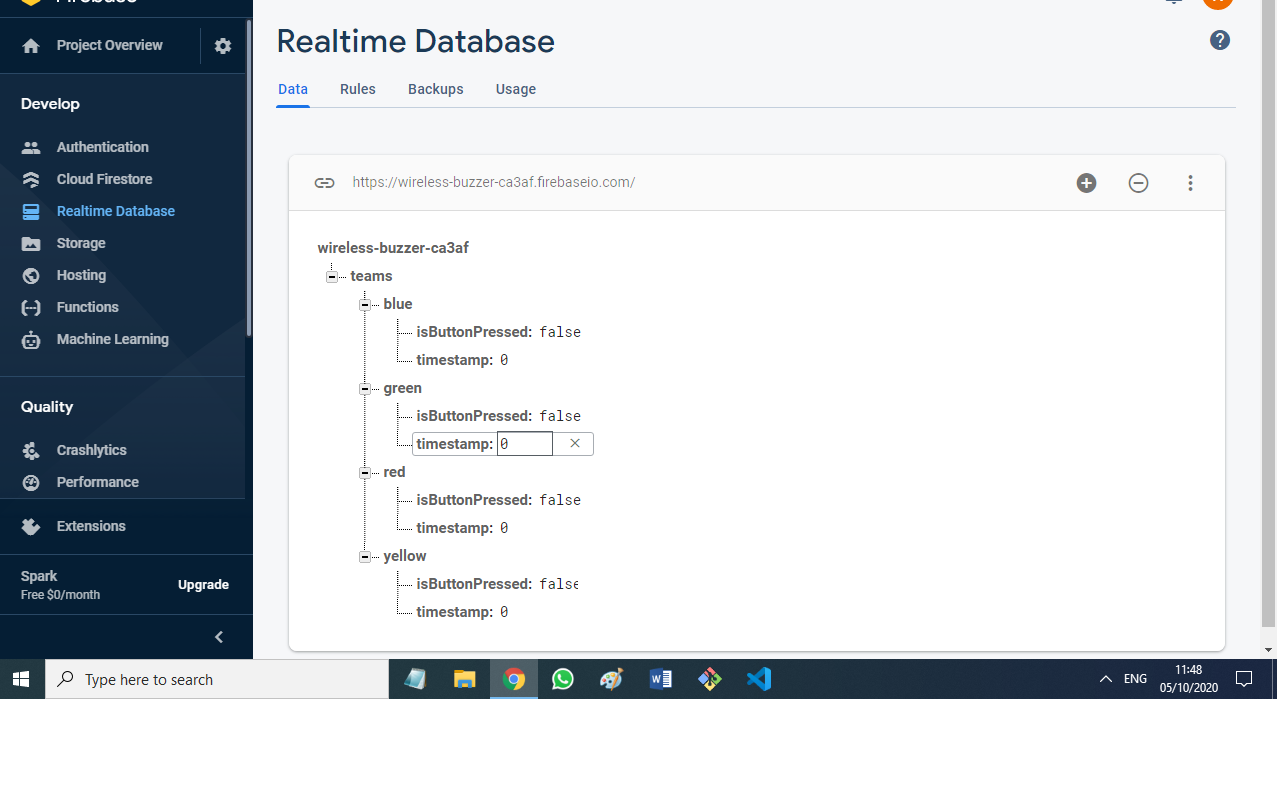 Project Overview
Develop
Authentication
Cloud Firestore
Realtime Database
Storage
Hosting
Functions
Machine Learning
Quality
Crashlytics
Performance
Extensions
Spark
Free $0/month
Upgrade
Realtime Database
Data Rules Backups Usage
https://wireless-buzzer-ca3af.firebaseio.com/
wireless-buzzer-ca3af
teams
blue
isButtonPressed: false
timestamp: 0
green
isButtonPressed: false
timestamp: 0
red
isButtonPressed: false
timestamp: 0
yellow
isButtonPressed: false
timestamp: 0
Type here to search
ENG
11:48
05/10/2020